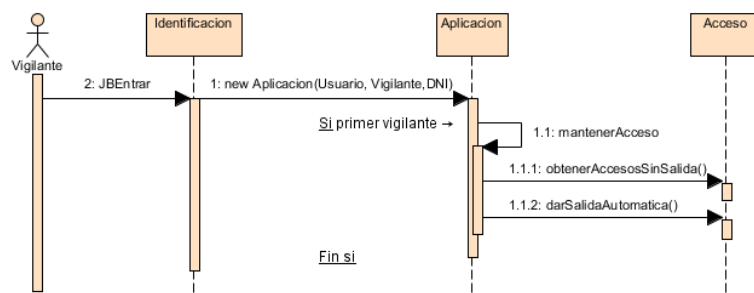 Identificacion
Aplicacion
Acceso
Vigilante
2: JBEntrar
1: new Aplicacion(Usuario, Vigilante,DNI)
Si primer vigilante →
1.1: mantenerAcceso
1.1.1: obtenerAccesosSinSalida()
1.1.2: darSalidaAutomatica()
Fin si